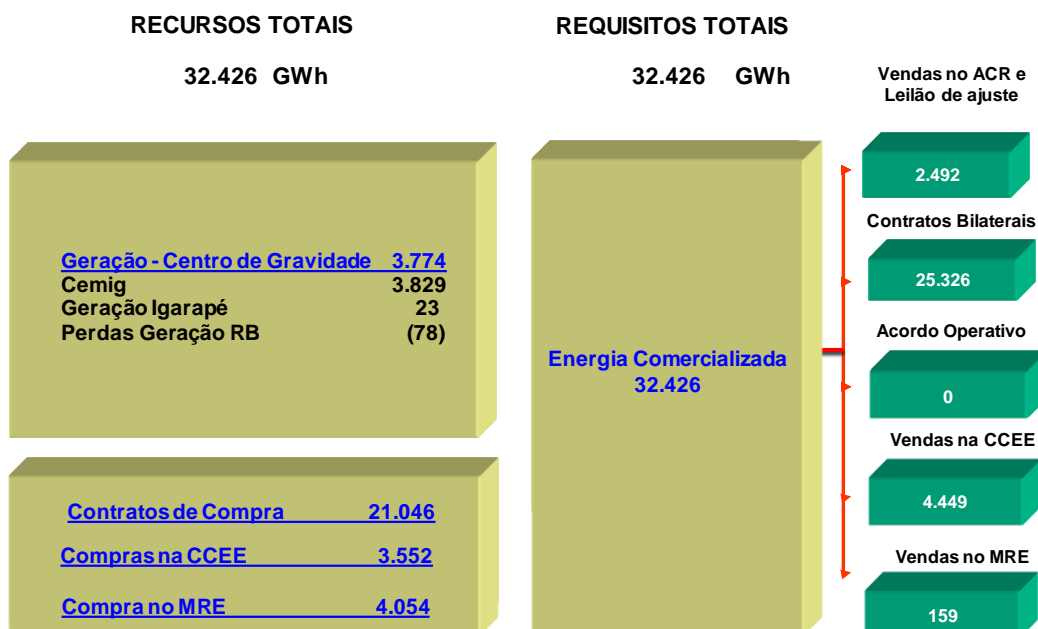 RECURSOS TOTAIS
32.426 GWh
Geração - Centro de Gravidade 3.774
Cemig 3.829
Geração Igarapé 23
Perdas Geração RB (78)
Contratos de Compra 21.046
Compras na CCEE 3.552
Compra no MRE 4.054
REQUISITOS TOTAIS
32.426 GWh
Energia Comercializada
32.426
Vendas no ACR e
Leilão de ajuste
2.492
Contratos Bilaterais
25.326
Acordo Operativo
0
Vendas na CCEE
4.449
Vendas no MRE
159